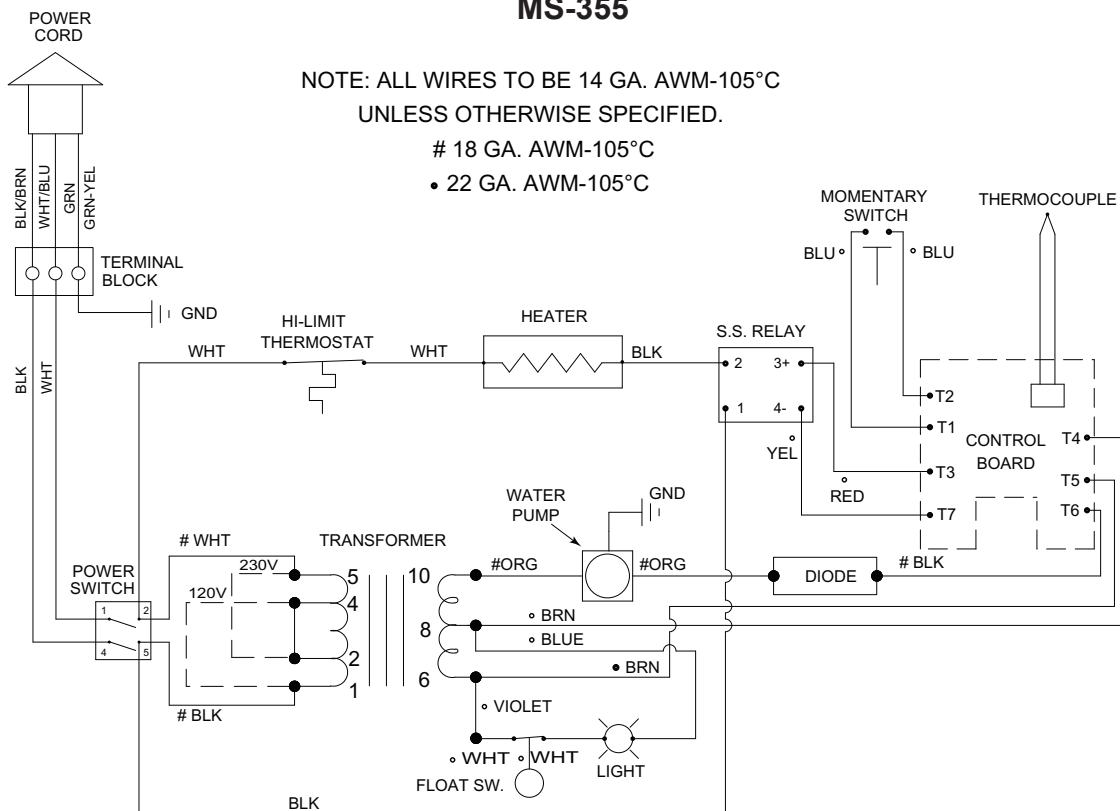 MS-355
POWER
CORD
NOTE: ALL WIRES TO BE 14 GA. AWM-105°C
UNLESS OTHERWISE SPECIFIED.
# 18 GA. AWM-105°C
• 22 GA. AWM-105°C
BLK/BRN
WHT/BLU
GRN
GRN-YEL
TERMINAL
BLOCK
GND
BLK
WHT
MOMENTARY
SWITCH
BLU
BLU
THERMOCOUPLE
WHT
HI-LIMIT
THERMOSTAT
WHT
HEATER
BLK
S.S. RELAY
2 3+
1 4-
YEL
RED
T2
T1
T3
T7
CONTROL
BOARD
T4
T5
T6
POWER
SWITCH
1 2
4 5
# WHT
230V
120V
# BLK
TRANSFORMER
5
4
2
1
10
8
6
WATER
PUMP
GND
#ORG
#ORG
DIODE
# BLK
BRN
BLUE
BRN
VIOLET
WHT
WHT
FLOAT SW.
LIGHT
BLK